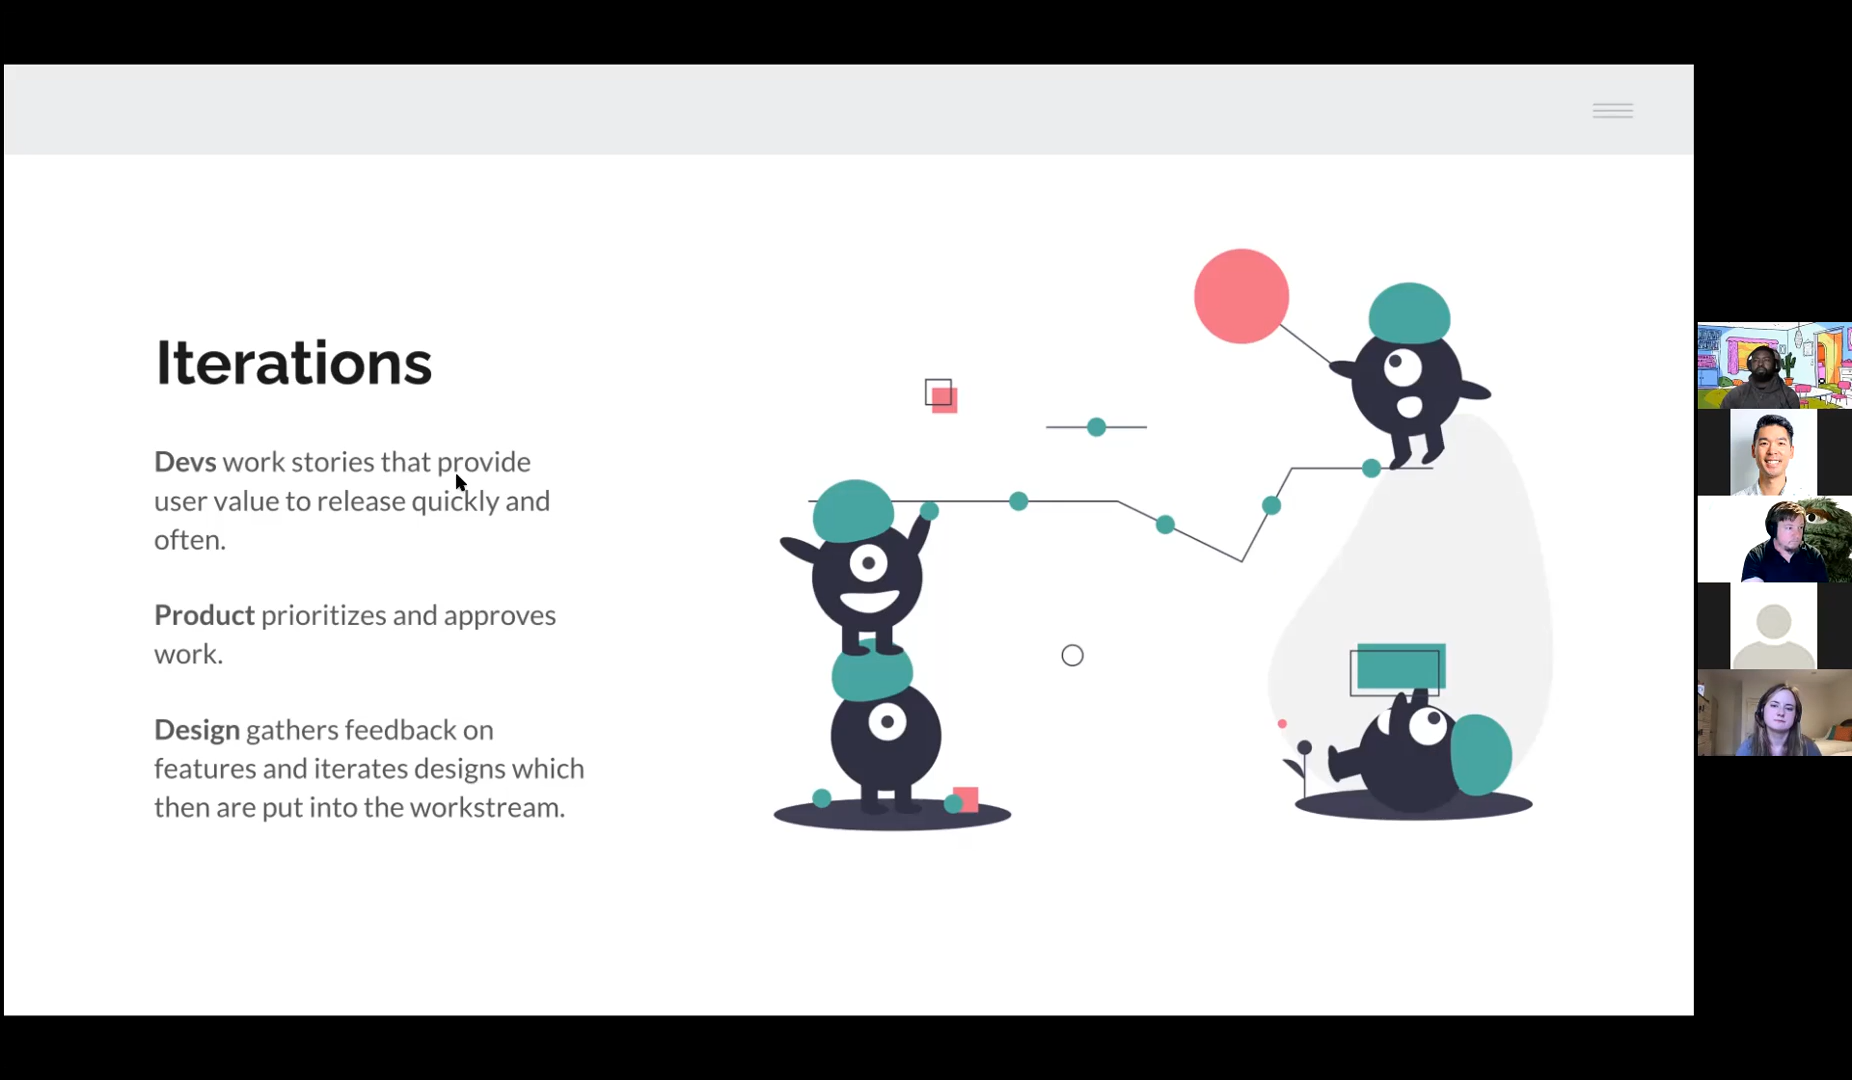 Iterations
Devs work stories that provide
user value to release quickly and
often.
Product prioritizes and approves
work.
Design gathers feedback on
features and iterates designs which
then are put into the workstream.